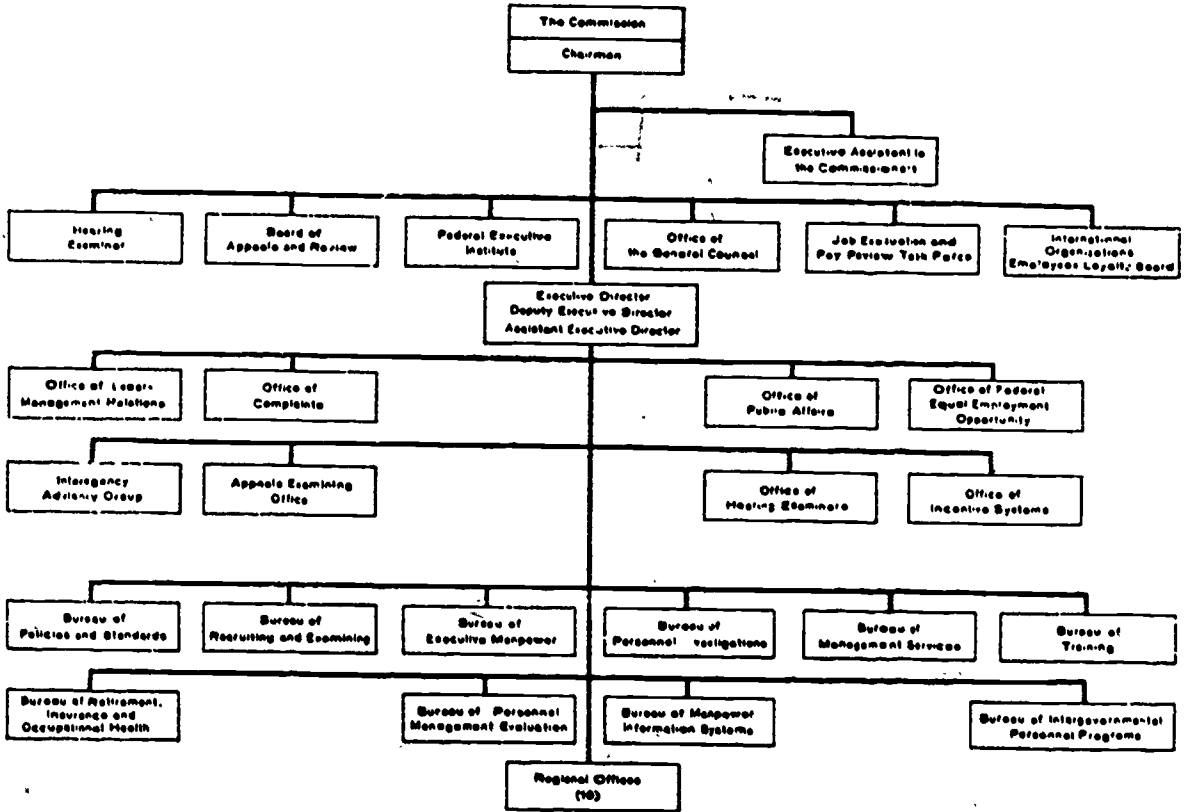 The Commission
Chairman
Executive Assistant to
the Commissioners
Hearing
Examiner
Board of
Appeals and Review
Federal Executive
Institute
Office of
the General Counsel
Job Evaluation and
Pay Review Task Force
International
Organizations
Employees Loyalty Board
Executive Director
Deputy Executive Director
Assistant Executive Director
Office of Labor-
Management Relations
Office of
Complaints
Office of
Public Affairs
Office of Federal
Equal Employment
Opportunity
Interagency
Advisory Group
Appeals Examining
Office
Office of
Hearing Examiners
Office of
Incentive Systems
Bureau of
Policies and Standards
Bureau of
Recruiting and Examining
Bureau of
Executive Manpower
Bureau of
Personnel vestigations
Bureau of
Management Services
Bureau of
Training
Bureau of Retirement,
Insurance and
Occupational Health
Bureau of Personnel
Management Evaluation
Bureau of Manpower
Information Systems
Bureau of Intergovernmental
Personnel Programs
Regional Offices
(10)